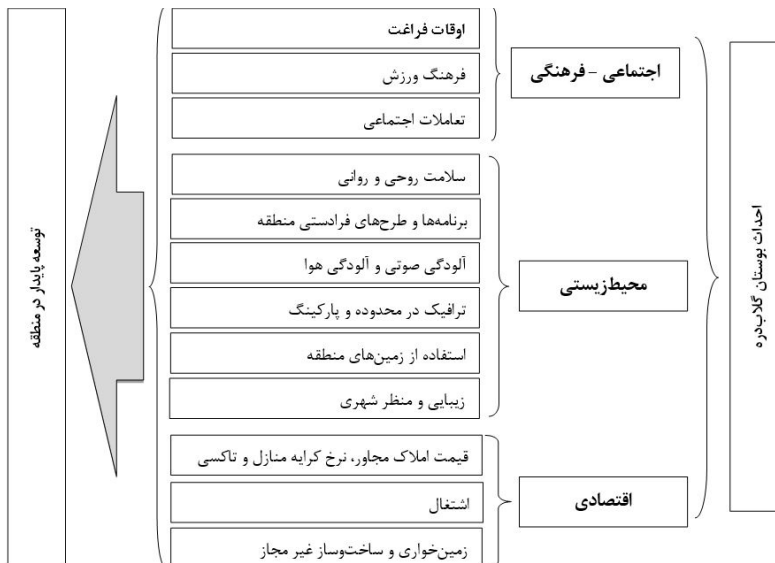 احداث بوستان گلاب‌دره
اجتماعی - فرهنگی
اوقات فراغت
فرهنگ ورزش
تعاملات اجتماعی
محیط‌زیستی
سلامت روحی و روانی
برنامه‌ها و طرح‌های فرادستی منطقه
آلودگی صوتی و آلودگی هوا
ترافیک در محدوده و پارکینگ
استفاده از زمین‌های منطقه
زیبایی و منظر شهری
اقتصادی
قیمت املاک مجاور، نرخ کرایه منازل و تاکسی
اشتغال
زمین‌خواری و ساخت‌وساز غیر مجاز
توسعه پایدار در منطقه